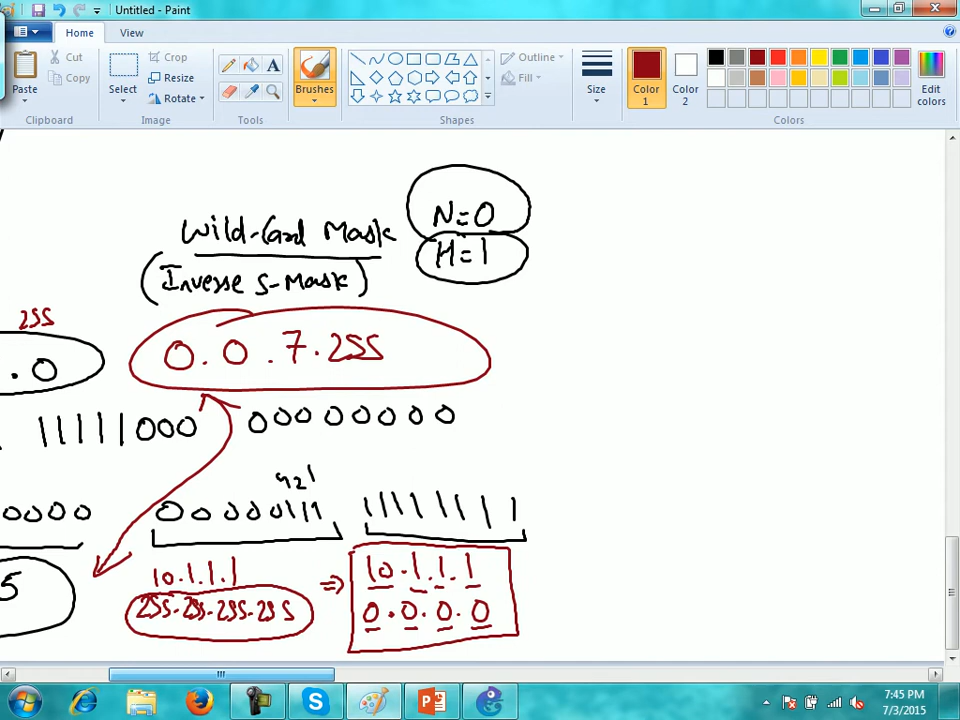 Untitled - Paint
Home View
Paste
Cut
Copy
Clipboard
Select
Crop
Resize
Rotate
Image
A
Tools
Brushes
Outline
Fill
Shapes
Size
Color 1
Color 2
Edit colors
Colors
N=0
H=1
Wild-Card Mask
(Inverse S-Mask)
255
.0
0.0.7.255
11111000 00000000
421
0000 00000111 11111111
5
10.1.1.1
255.255.255.255
⇒
10.1.1.1
0.0.0.0
7:45 PM
7/3/2015